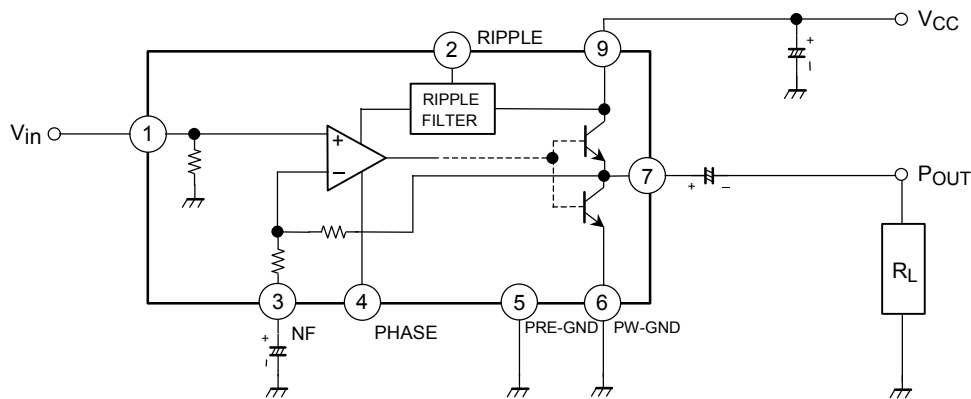 VCC
2
RIPPLE
9
RIPPLE
FILTER
Vin
1
+
−
7
+
−
POUT
+
−
RL
3
NF
4
PHASE
5
PRE-GND
6
PW-GND
+
−